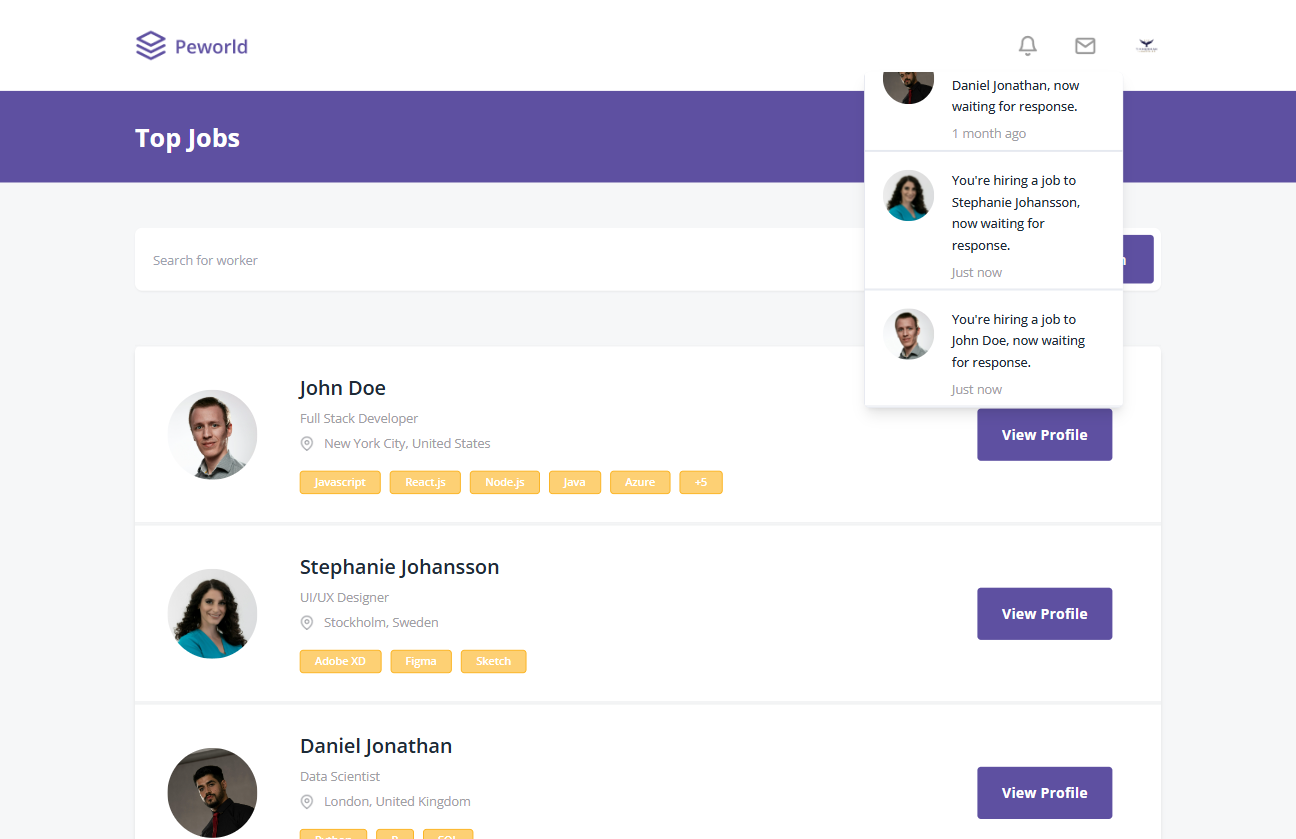 Peworld
Top Jobs
Daniel Jonathan, now
waiting for response.
1 month ago
You're hiring a job to
Stephanie Johansson,
now waiting for
response.
Just now
You're hiring a job to
John Doe, now waiting
for response.
Just now
Search for worker
John Doe
Full Stack Developer
New York City, United States
Javascript React.js Node.js Java Azure +5
View Profile
Stephanie Johansson
UI/UX Designer
Stockholm, Sweden
Adobe XD Figma Sketch
View Profile
Daniel Jonathan
Data Scientist
London, United Kingdom
Python R SQL
View Profile